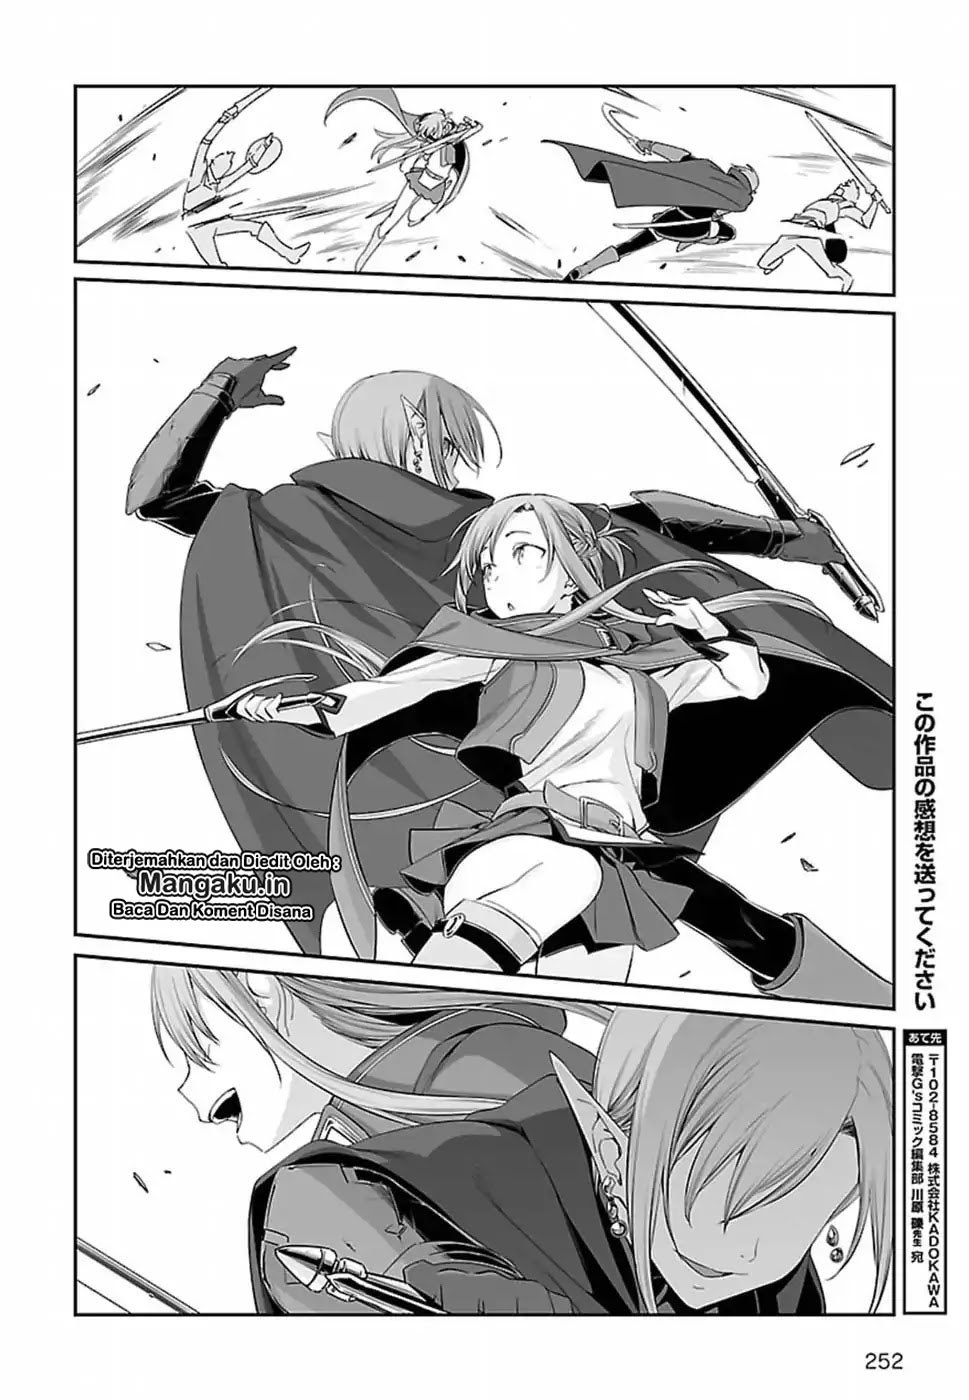 Diterjemahkan dan Diedit Oleh :
Mangaku.in
Baca Dan Koment Disana
この作品の感想を送ってください
あて先
〒102-8584 株式会社KADOKAWA
電撃G'sコミック編集部 川原 礫先生 宛
252